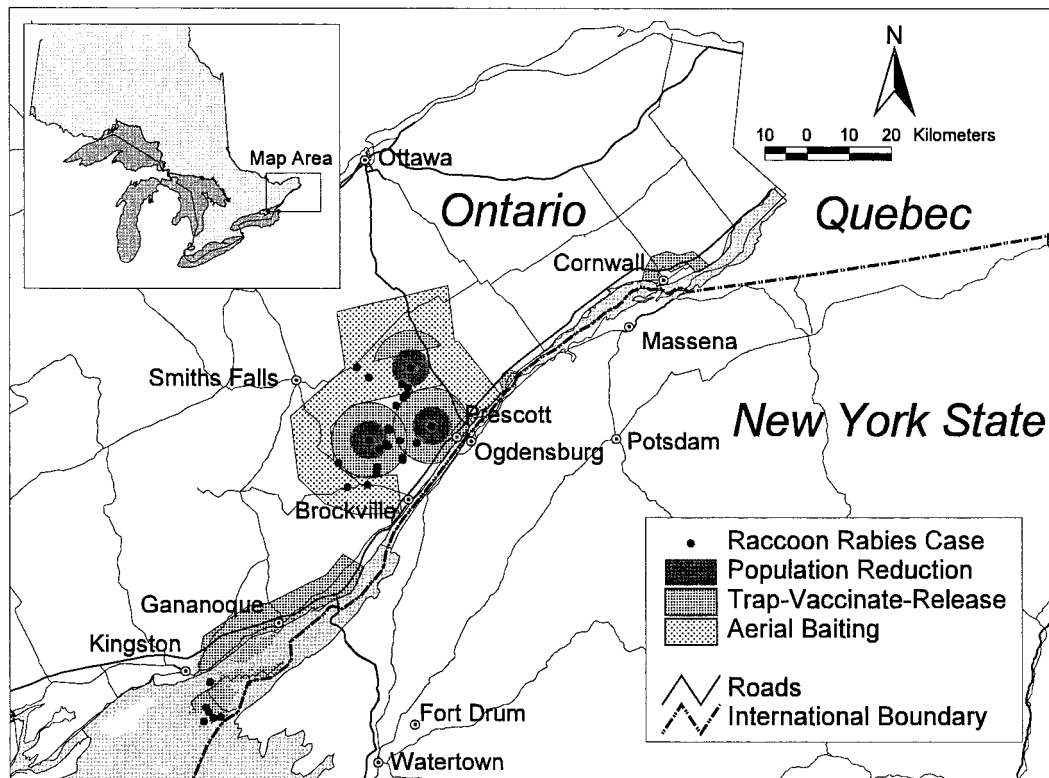 N
10 0 10 20 Kilometers
Map Area
Ottawa
Ontario
Quebec
Cornwall
Massena
Smiths Falls
Prescott
New York State
Ogdensburg
Potsdam
Brockville
Gananoque
Kingston
Fort Drum
Watertown
Raccoon Rabies Case
Population Reduction
Trap-Vaccinate-Release
Aerial Baiting
Roads
International Boundary